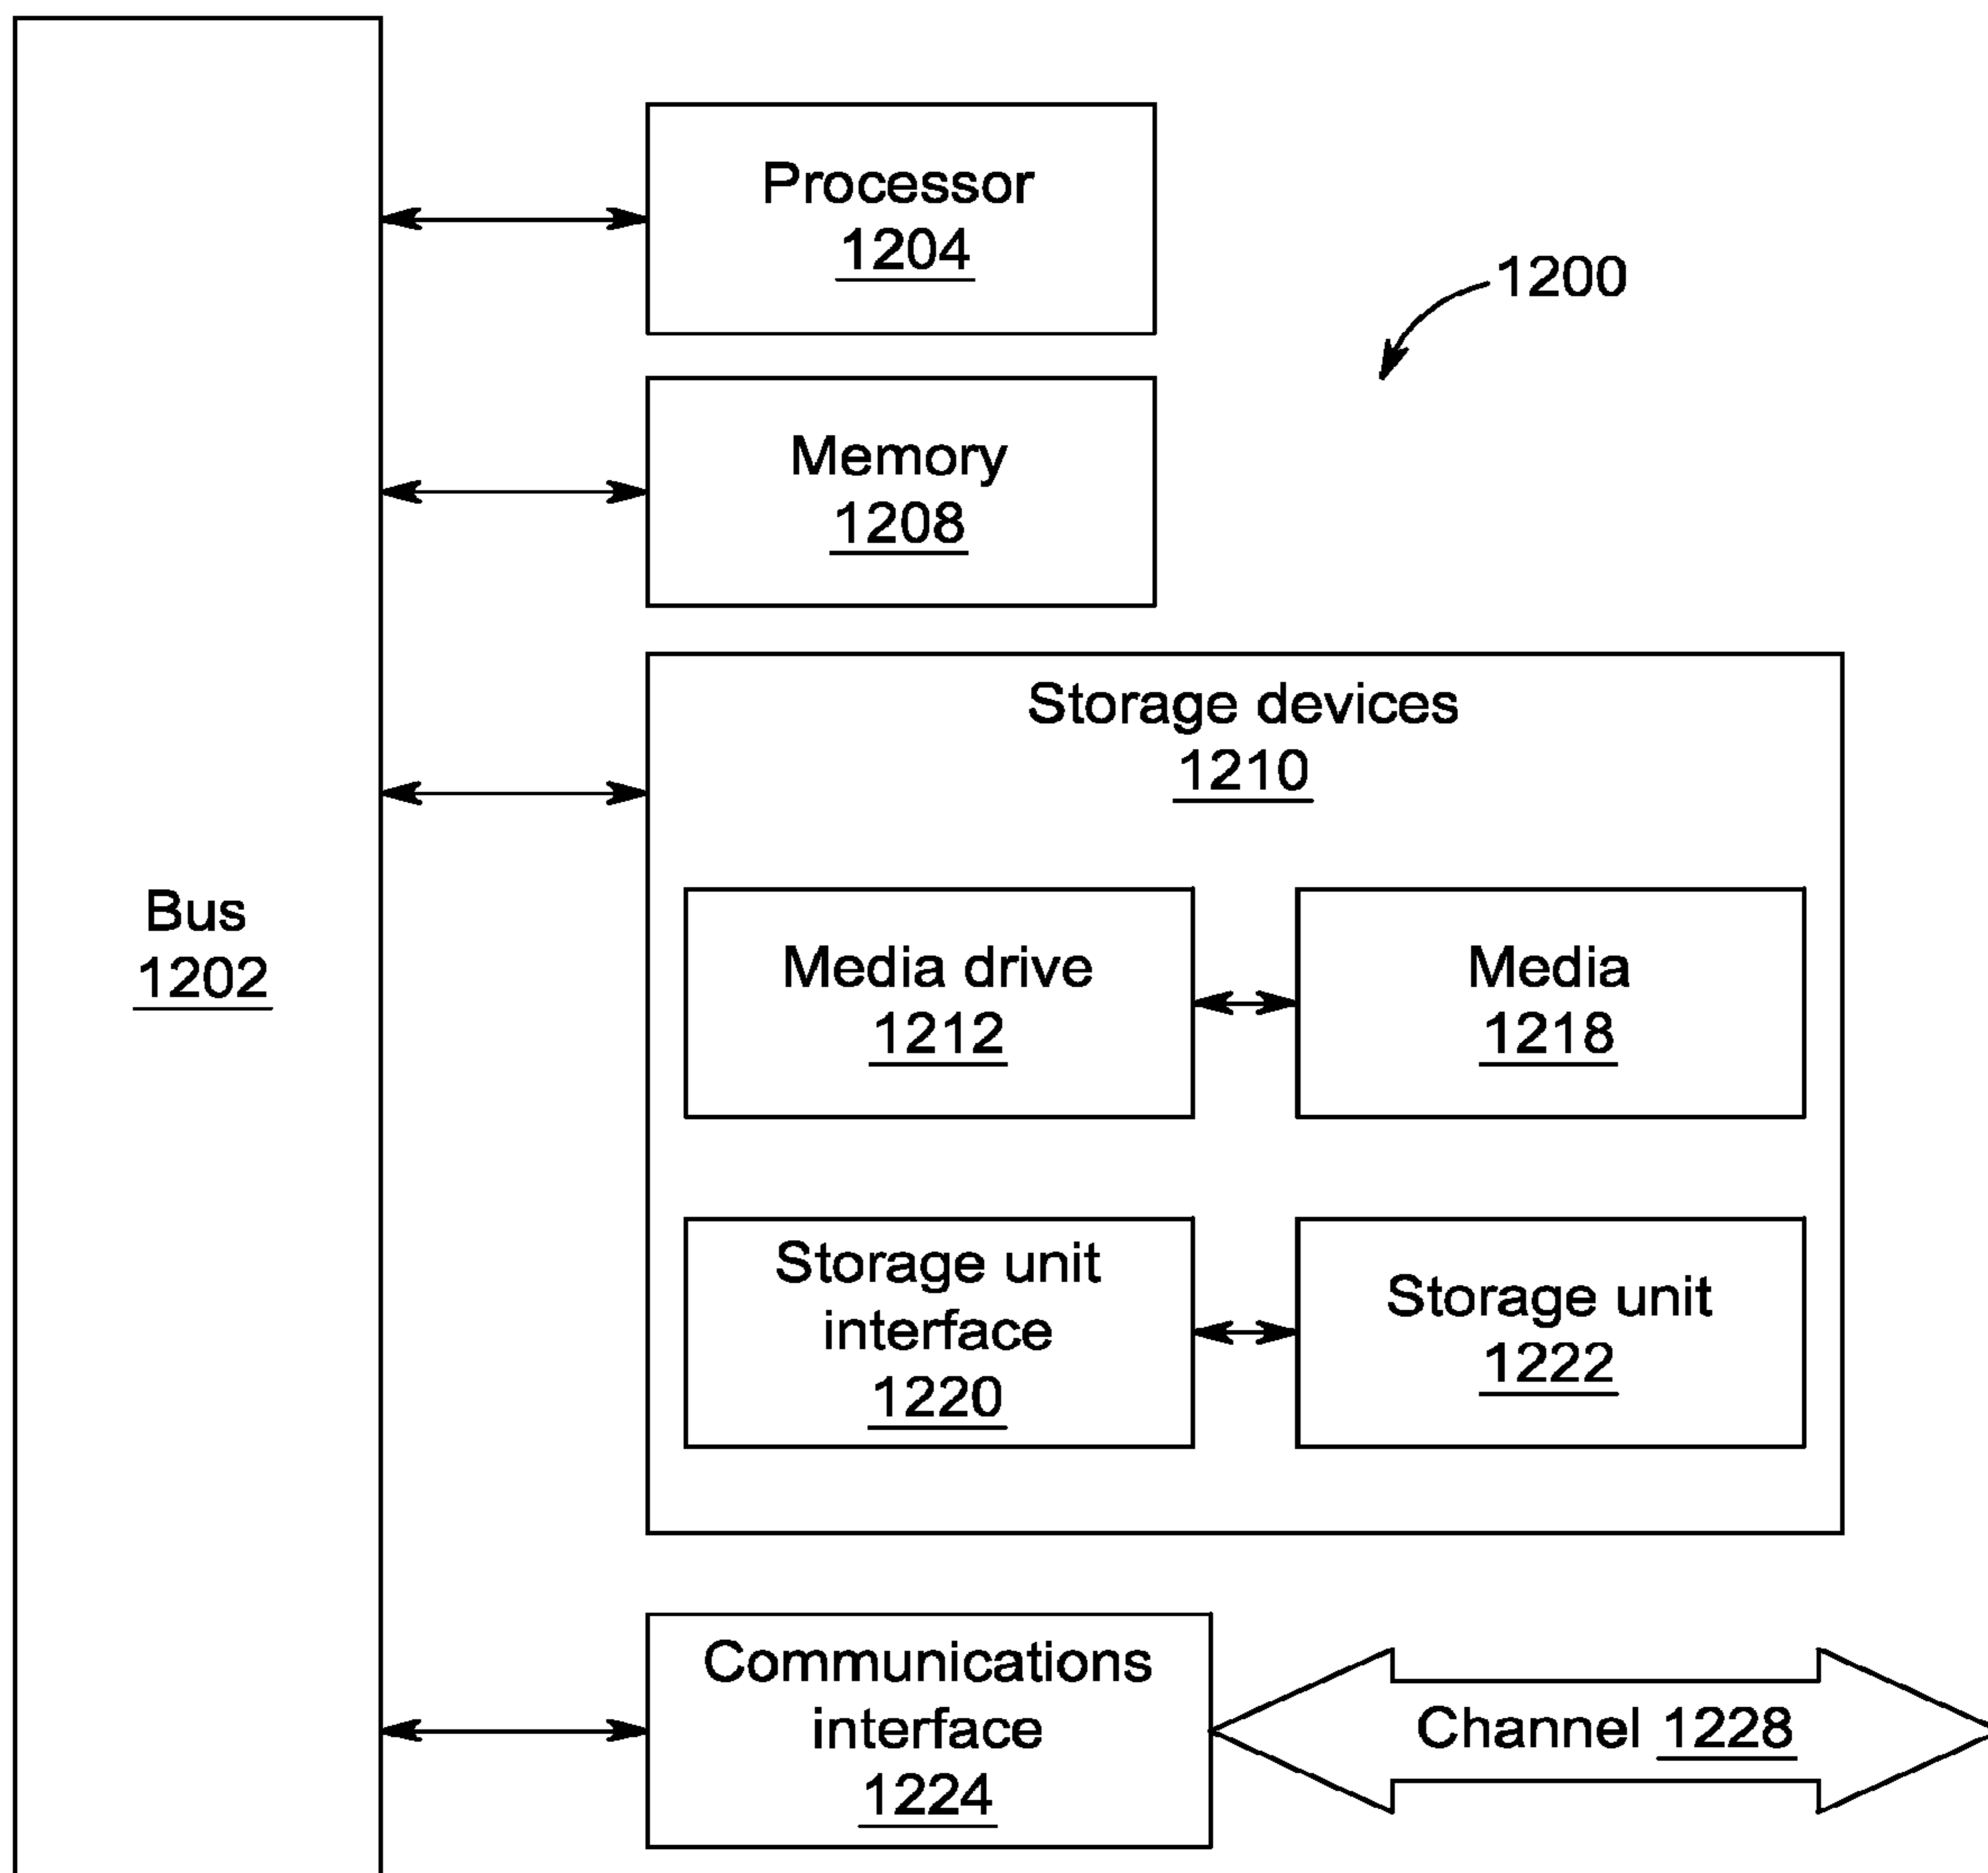 Processor
1204
1200
Memory
1208
Storage devices
1210
Bus
1202
Media drive
1212
Media
1218
Storage unit
interface
1220
Storage unit
1222
Communications
interface
1224
Channel 1228